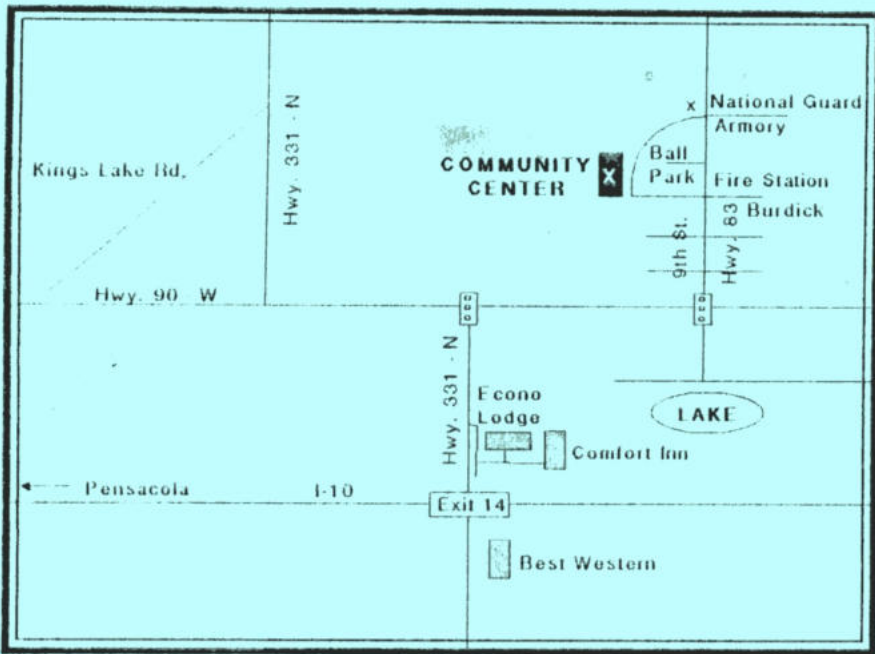 National Guard
Armory
x
Hwy. 331 - N
Kings Lake Rd,
COMMUNITY
CENTER
X
Ball
Park
Fire Station
Burdick
9th St.
Hwy. 83
Hwy. 90 W
Hwy. 331 - N
Econo
Lodge
LAKE
Comfort Inn
Pensacola
I-10
Exit 14
Best Western